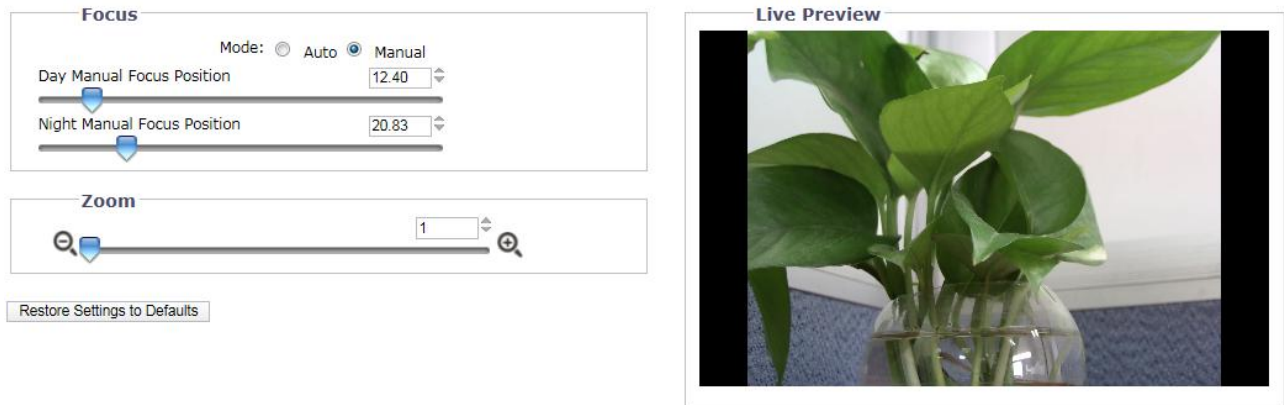 Focus
Mode: Auto Manual
Day Manual Focus Position 12.40
Night Manual Focus Position 20.83
Zoom
1
Restore Settings to Defaults
Live Preview